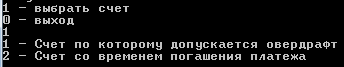 1 - выбрать счет
0 - выход
1
1 - Счет по которому допускается овердрафт
2 - Счет со временем погашения платежа